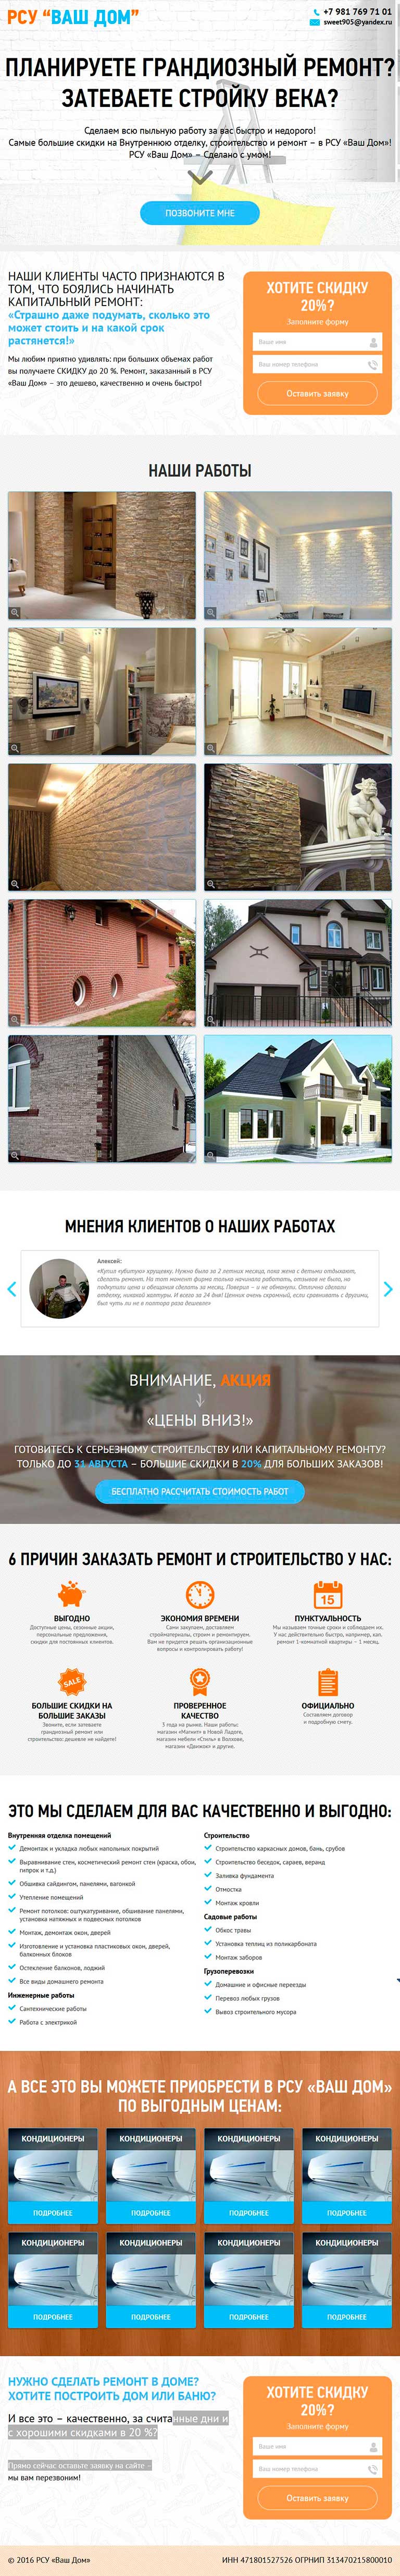 РСУ “ВАШ ДОМ”
+7 981 769 71 01
sweet905@yandex.ru
ПЛАНИРУЕТЕ ГРАНДИОЗНЫЙ РЕМОНТ?
ЗАТЕВАЕТЕ СТРОЙКУ ВЕКА?
Сделаем всю пыльную работу за вас быстро и недорого!
Самые большие скидки на Внутреннюю отделку, строительство и ремонт – в РСУ «Ваш Дом»!
РСУ «Ваш Дом» – Сделано с умом!
ПОЗВОНИТЕ МНЕ
НАШИ КЛИЕНТЫ ЧАСТО ПРИЗНАЮТСЯ В
ТОМ, ЧТО БОЯЛИСЬ НАЧИНАТЬ
КАПИТАЛЬНЫЙ РЕМОНТ:
«Страшно даже подумать, сколько это
может стоить и на какой срок
растянется!»
Мы любим приятно удивлять: при больших объемах работ
вы получаете СКИДКУ до 20 %. Ремонт, заказанный в РСУ
«Ваш Дом» – это дешево, качественно и очень быстро!
ХОТИТЕ СКИДКУ
20%?
Заполните форму
Ваше имя
Ваш номер телефона
Оставить заявку
НАШИ РАБОТЫ
МНЕНИЯ КЛИЕНТОВ О НАШИХ РАБОТАХ
Алексей:
«Купил «убитую» хрущевку. Нужно было за 2 летних месяца, пока жена с детьми отдыхают,
сделать ремонт. На тот момент фирма только начинала работать, отзывов не было, но
подкупили цена и обещания сделать за месяц. Поверил – и не обманули. Отлично сделали
отделку, никакой халтуры. И всего за 24 дня! Ценник очень скромный, если сравнивать с другими,
был чуть ли не в полтора раза дешевле»
ВНИМАНИЕ, АКЦИЯ
«ЦЕНЫ ВНИЗ!»
ГОТОВИТЕСЬ К СЕРЬЕЗНОМУ СТРОИТЕЛЬСТВУ ИЛИ КАПИТАЛЬНОМУ РЕМОНТУ?
ТОЛЬКО ДО 31 АВГУСТА – БОЛЬШИЕ СКИДКИ В 20% ДЛЯ БОЛЬШИХ ЗАКАЗОВ!
БЕСПЛАТНО РАССЧИТАТЬ СТОИМОСТЬ РАБОТ
6 ПРИЧИН ЗАКАЗАТЬ РЕМОНТ И СТРОИТЕЛЬСТВО У НАС:
ВЫГОДНО
Доступные цены, сезонные акции,
персональные предложения,
скидки для постоянных клиентов.
ЭКОНОМИЯ ВРЕМЕНИ
Сами закупаем, доставляем
стройматериалы, строим и ремонтируем.
Вам не придется решать организационные
вопросы и контролировать работу!
15
ПУНКТУАЛЬНОСТЬ
Мы называем точные сроки и соблюдаем их.
У нас действительно быстро, например, кап.
ремонт 1-комнатной квартиры – 1 месяц.
SALE
БОЛЬШИЕ СКИДКИ НА
БОЛЬШИЕ ЗАКАЗЫ
Звоните, если затеваете
грандиозный ремонт или
строительство: дешевле не найдете!
ПРОВЕРЕННОЕ
КАЧЕСТВО
3 года на рынке. Наши работы:
магазин «Магнит» в Новой Ладоге,
магазин мебели «Стиль» в Волхове,
магазин «Движок» и другие.
ОФИЦИАЛЬНО
Составляем договор
и подробную смету.
ЭТО МЫ СДЕЛАЕМ ДЛЯ ВАС КАЧЕСТВЕННО И ВЫГОДНО:
Внутренняя отделка помещений
Демонтаж и укладка любых напольных покрытий
Выравнивание стен, косметический ремонт стен (краска, обои,
гипрок и т.д.)
Обшивка сайдингом, панелями, вагонкой
Утепление помещений
Ремонт потолков: оштукатуривание, обшивание панелями,
установка натяжных и подвесных потолков
Монтаж, демонтаж окон, дверей
Изготовление и установка пластиковых окон, дверей,
балконных блоков
Остекление балконов, лоджий
Все виды домашнего ремонта
Инженерные работы
Сантехнические работы
Работа с электрикой
Строительство
Строительство каркасных домов, бань, срубов
Строительство беседок, сараев, веранд
Заливка фундамента
Отмостка
Монтаж кровли
Садовые работы
Обкос травы
Установка теплиц из поликарбоната
Монтаж заборов
Грузоперевозки
Домашние и офисные переезды
Перевоз любых грузов
Вывоз строительного мусора
А ВСЕ ЭТО ВЫ МОЖЕТЕ ПРИОБРЕСТИ В РСУ «ВАШ ДОМ»
ПО ВЫГОДНЫМ ЦЕНАМ:
КОНДИЦИОНЕРЫ КОНДИЦИОНЕРЫ КОНДИЦИОНЕРЫ КОНДИЦИОНЕРЫ
ПОДРОБНЕЕ ПОДРОБНЕЕ ПОДРОБНЕЕ ПОДРОБНЕЕ
КОНДИЦИОНЕРЫ КОНДИЦИОНЕРЫ КОНДИЦИОНЕРЫ КОНДИЦИОНЕРЫ
ПОДРОБНЕЕ ПОДРОБНЕЕ ПОДРОБНЕЕ ПОДРОБНЕЕ
НУЖНО СДЕЛАТЬ РЕМОНТ В ДОМЕ?
ХОТИТЕ ПОСТРОИТЬ ДОМ ИЛИ БАНЮ?
И все это – качественно, за считанные дни и
с хорошими скидками в 20 %?
Прямо сейчас оставьте заявку на сайте –
мы вам перезвоним!
ХОТИТЕ СКИДКУ
20%?
Заполните форму
Ваше имя
Ваш номер телефона
Оставить заявку
© 2016 РСУ «Ваш Дом»
ИНН 471801527526 ОГРНИП 313470215800010